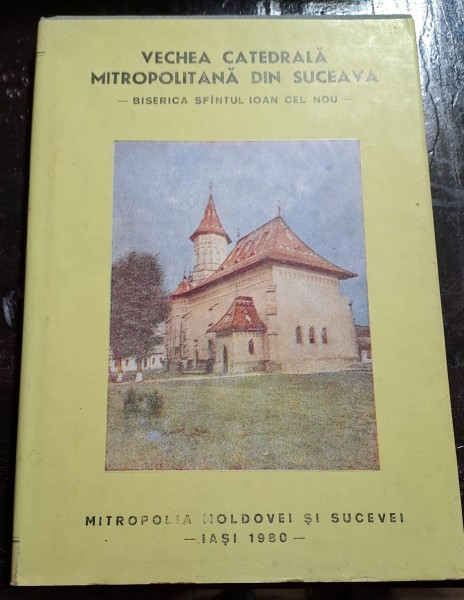 VECHEA CATEDRALĂ
MITROPOLITANĂ DIN SUCEAVA
— BISERICA SFÎNTUL IOAN CEL NOU —
MITROPOLIA MOLDOVEI ȘI SUCEVEI
— IAȘI 1980 —